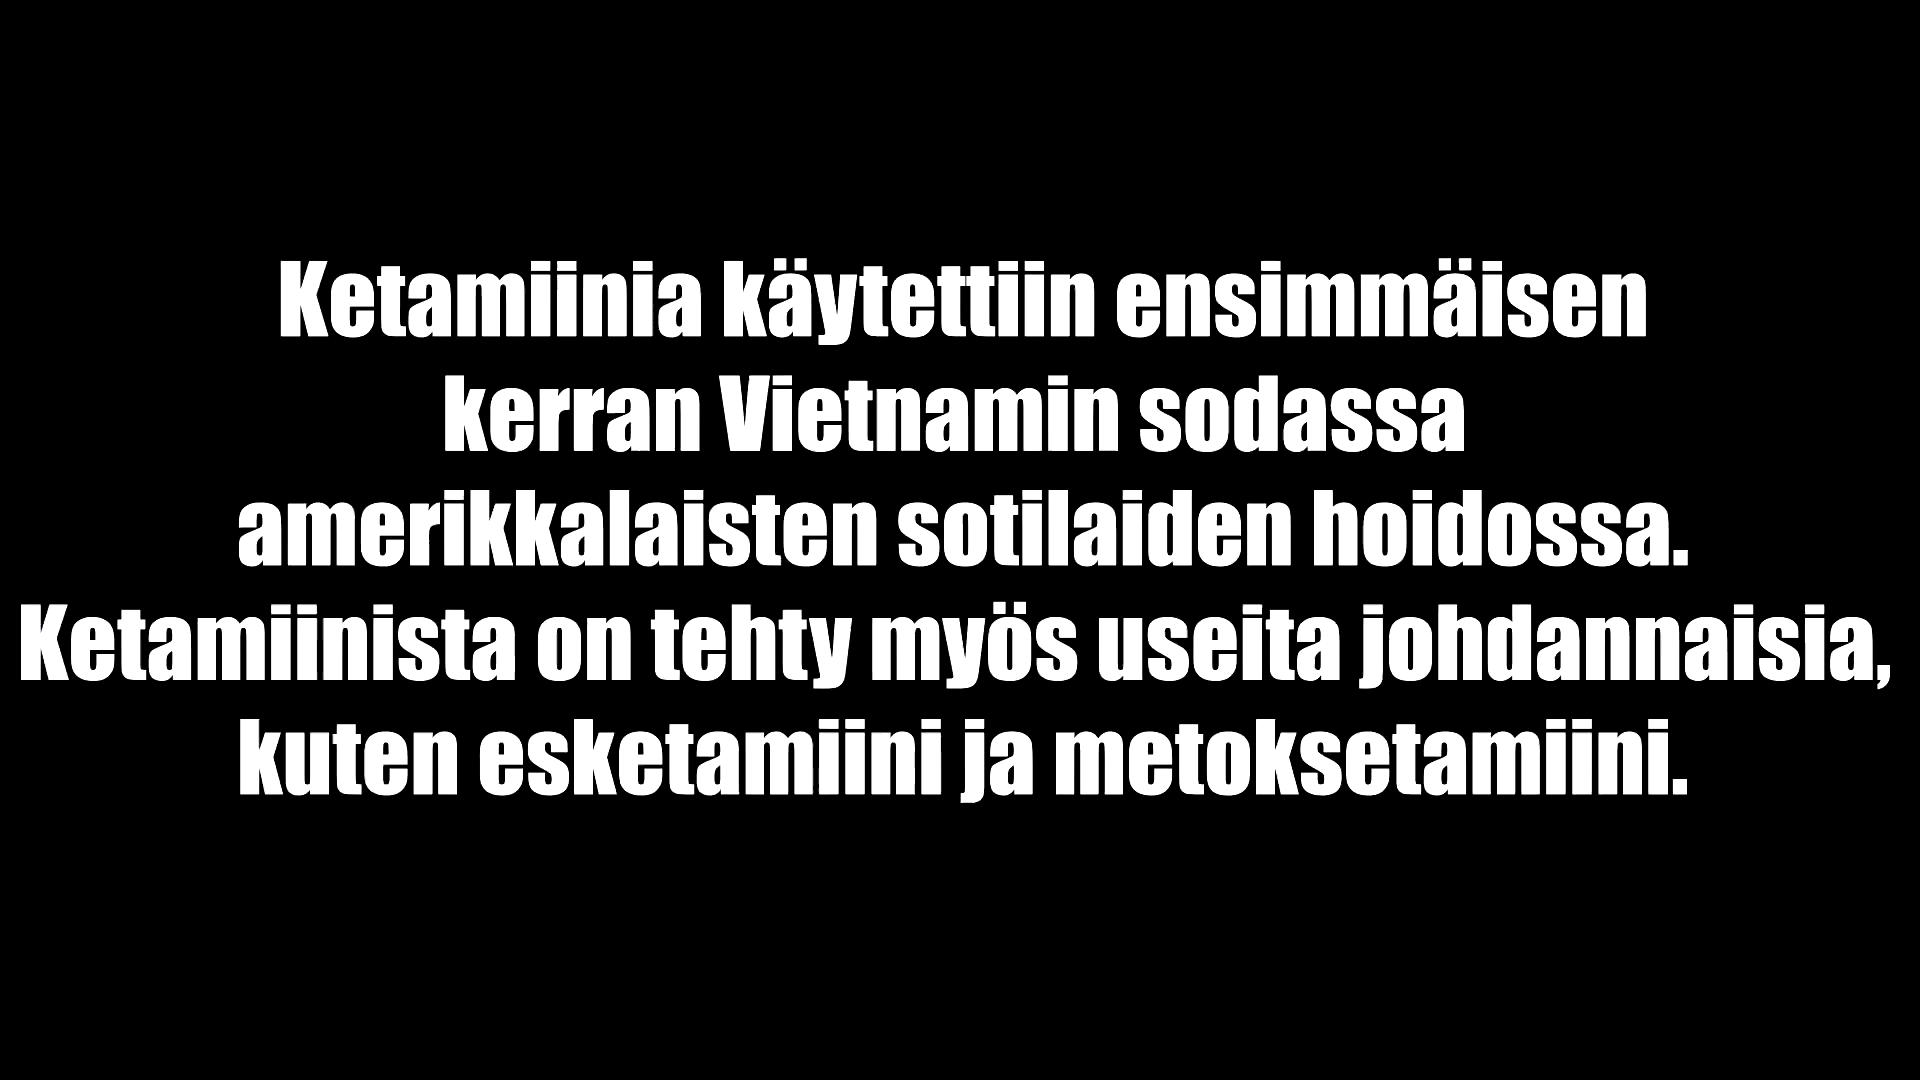 Ketamiinia käytettiin ensimmäisen
kerran Vietnamin sodassa
amerikkalaisten sotilaiden hoidossa.
Ketamiinista on tehty myös useita johdannaisia,
kuten esketamiini ja metoksetamiini.